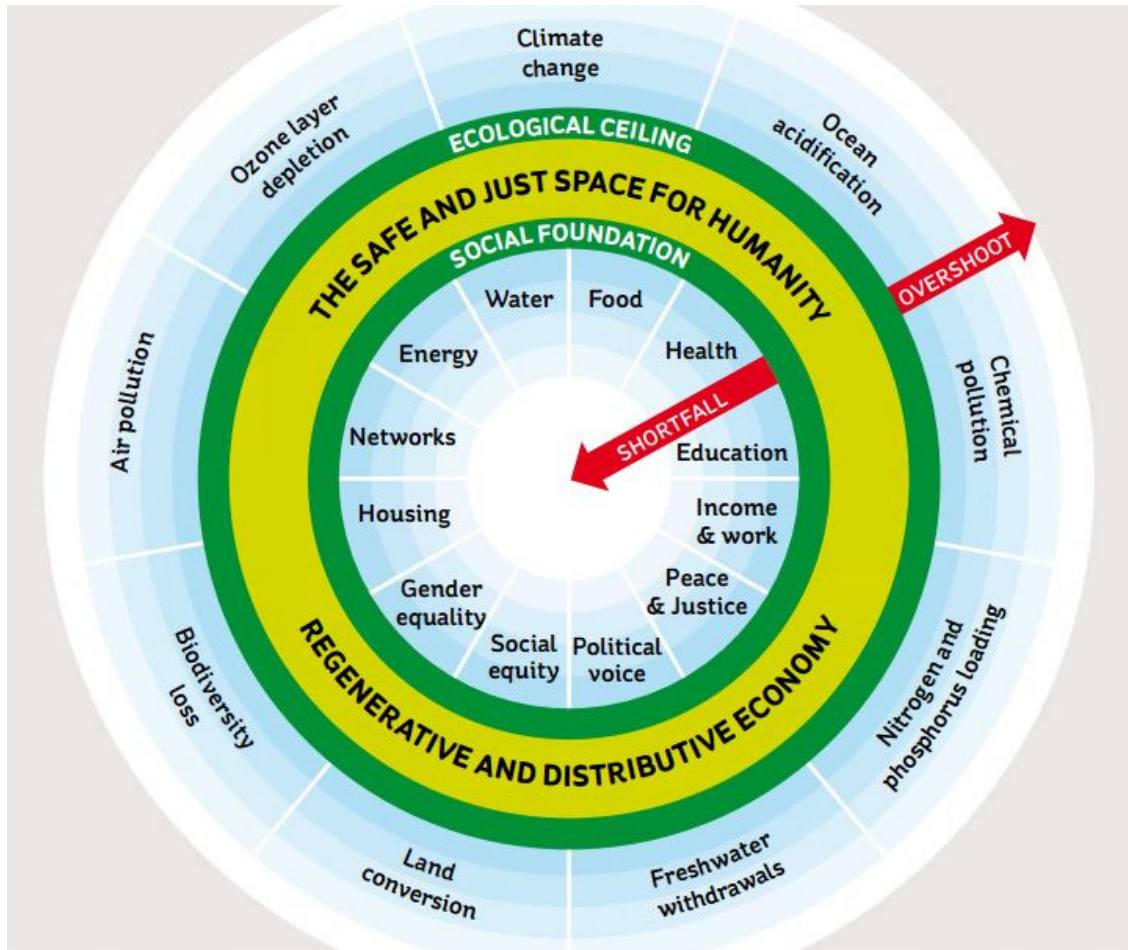 Climate
change
Ocean
acidification
OVERSHOOT
Chemical
pollution
Nitrogen and
phosphorus loading
Freshwater
withdrawals
Land
conversion
Biodiversity
loss
Air pollution
Ozone layer
depletion
ECOLOGICAL CEILING
THE SAFE AND JUST SPACE FOR HUMANITY
SOCIAL FOUNDATION
Water
Food
Health
SHORTFALL
Education
Income
& work
Peace
& Justice
Political
voice
Social
equity
Gender
equality
Housing
Networks
Energy
REGENERATIVE AND DISTRIBUTIVE ECONOMY